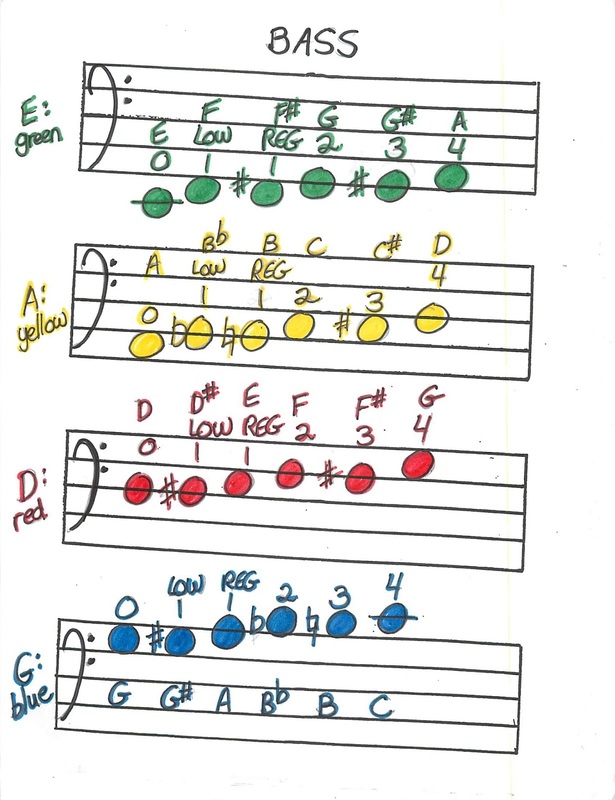 BASS
E: green
F F# G G# A
E LOW REG 2 3 4
0 1 1
A: yellow
Bb B C C# D
A LOW REG 4
0 1 1 2 3
♭ ♮ #
D: red
D D# E F F# G
LOW REG 2 3 4
0 1 1
# #
LOW REG 2 3 4
0 1 1
# ♭ ♮
G: blue
G G# A Bb B C